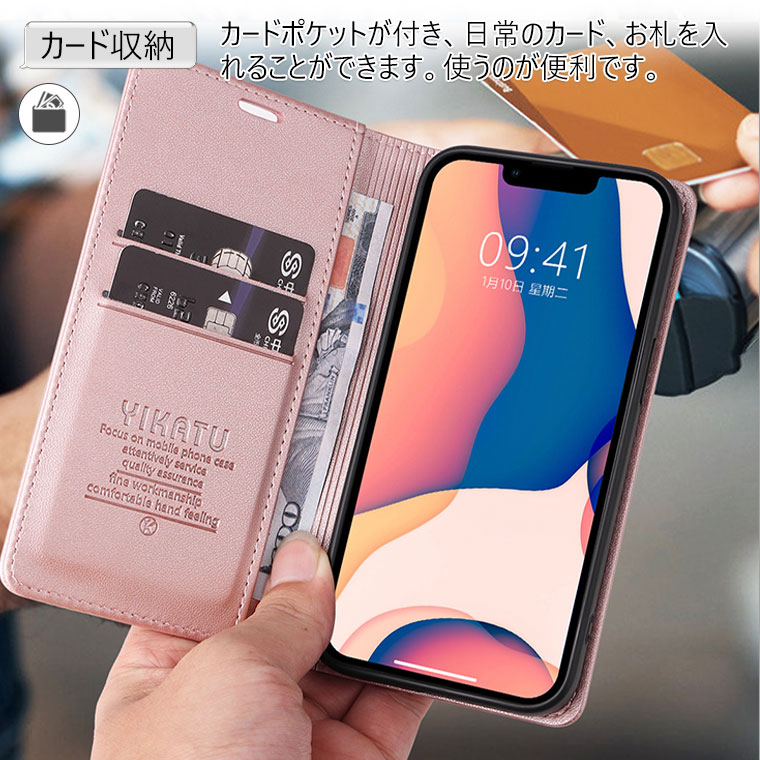 カード収納
カードポケットが付き、日常のカード、お札を入
れることができます。使うのが便利です。
09:41
1月10日 星期二
YIKATU
Focus on mobile phone case
attentively service
quality assurance
fine workmanship
comfortable hand feeling